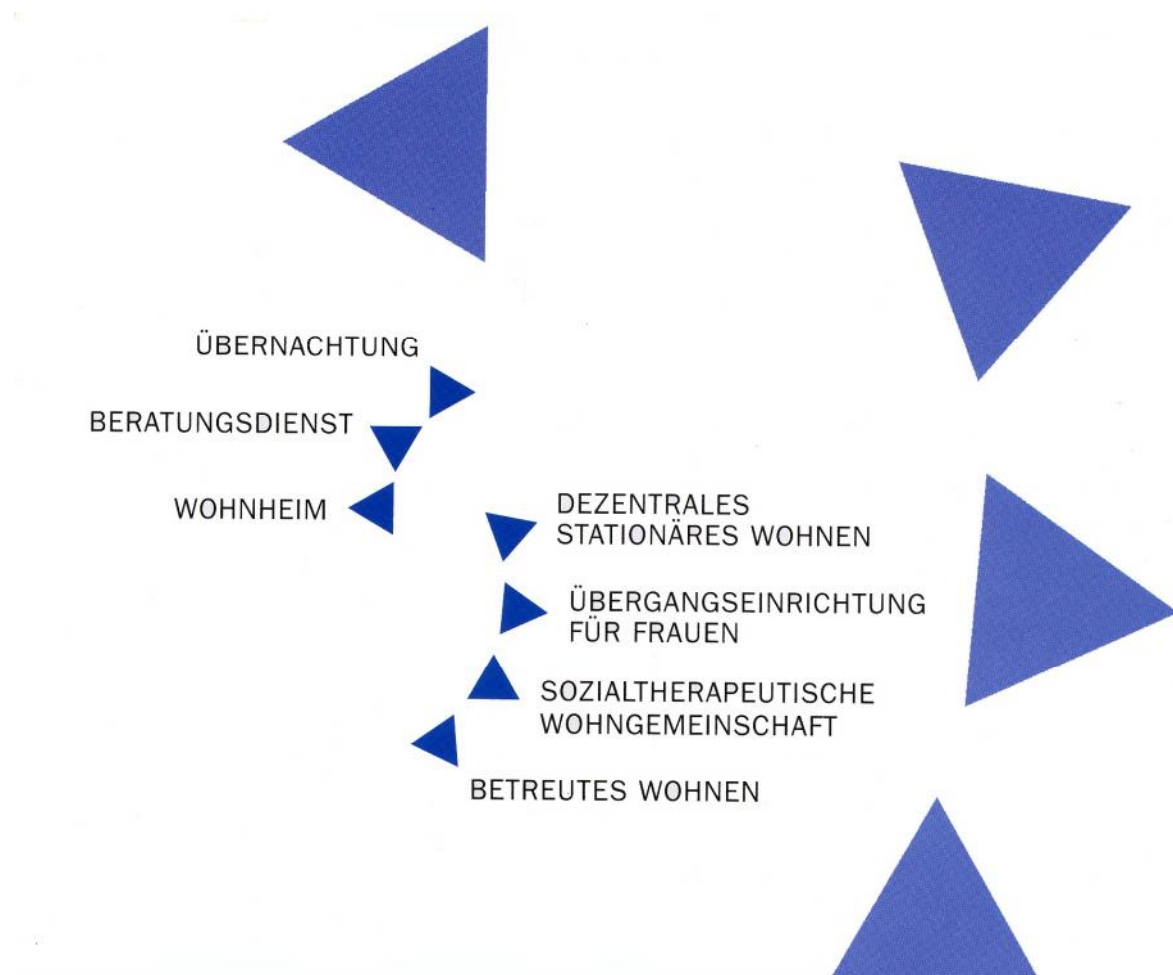 ÜBERNACHTUNG
BERATUNGSDIENST
WOHNHEIM
DEZENTRALES
STATIONÄRES WOHNEN
ÜBERGANGSEINRICHTUNG
FÜR FRAUEN
SOZIALTHERAPEUTISCHE
WOHNGEMEINSCHAFT
BETREUTES WOHNEN